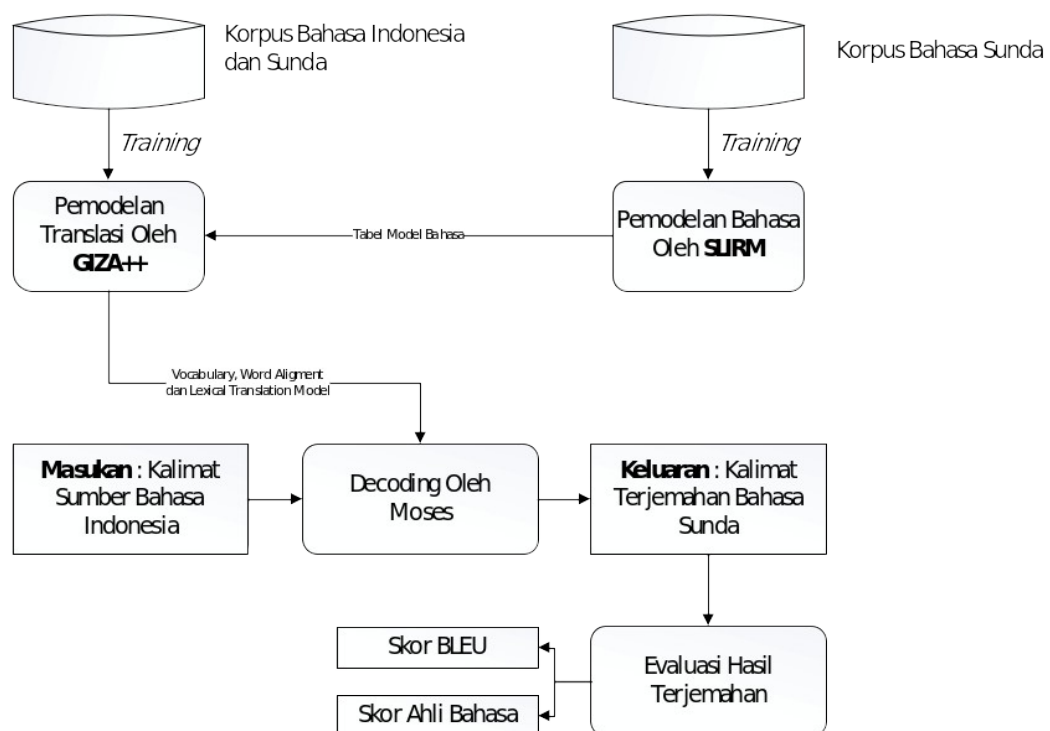 Korpus Bahasa Indonesia
dan Sunda
Korpus Bahasa Sunda
Training
Training
Pemodelan
Translasi Oleh
GIZA++
Tabel Model Bahasa
Pemodelan Bahasa
Oleh SLIRM
Vocabulary, Word Aligment
dan Lexical Translation Model
Masukan : Kalimat
Sumber Bahasa
Indonesia
Decoding Oleh
Moses
Keluaran : Kalimat
Terjemahan Bahasa
Sunda
Skor BLEU
Skor Ahli Bahasa
Evaluasi Hasil
Terjemahan